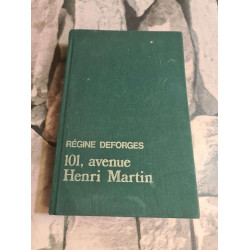 RÉGINE DEFORGES
101, avenue
Henri Martin